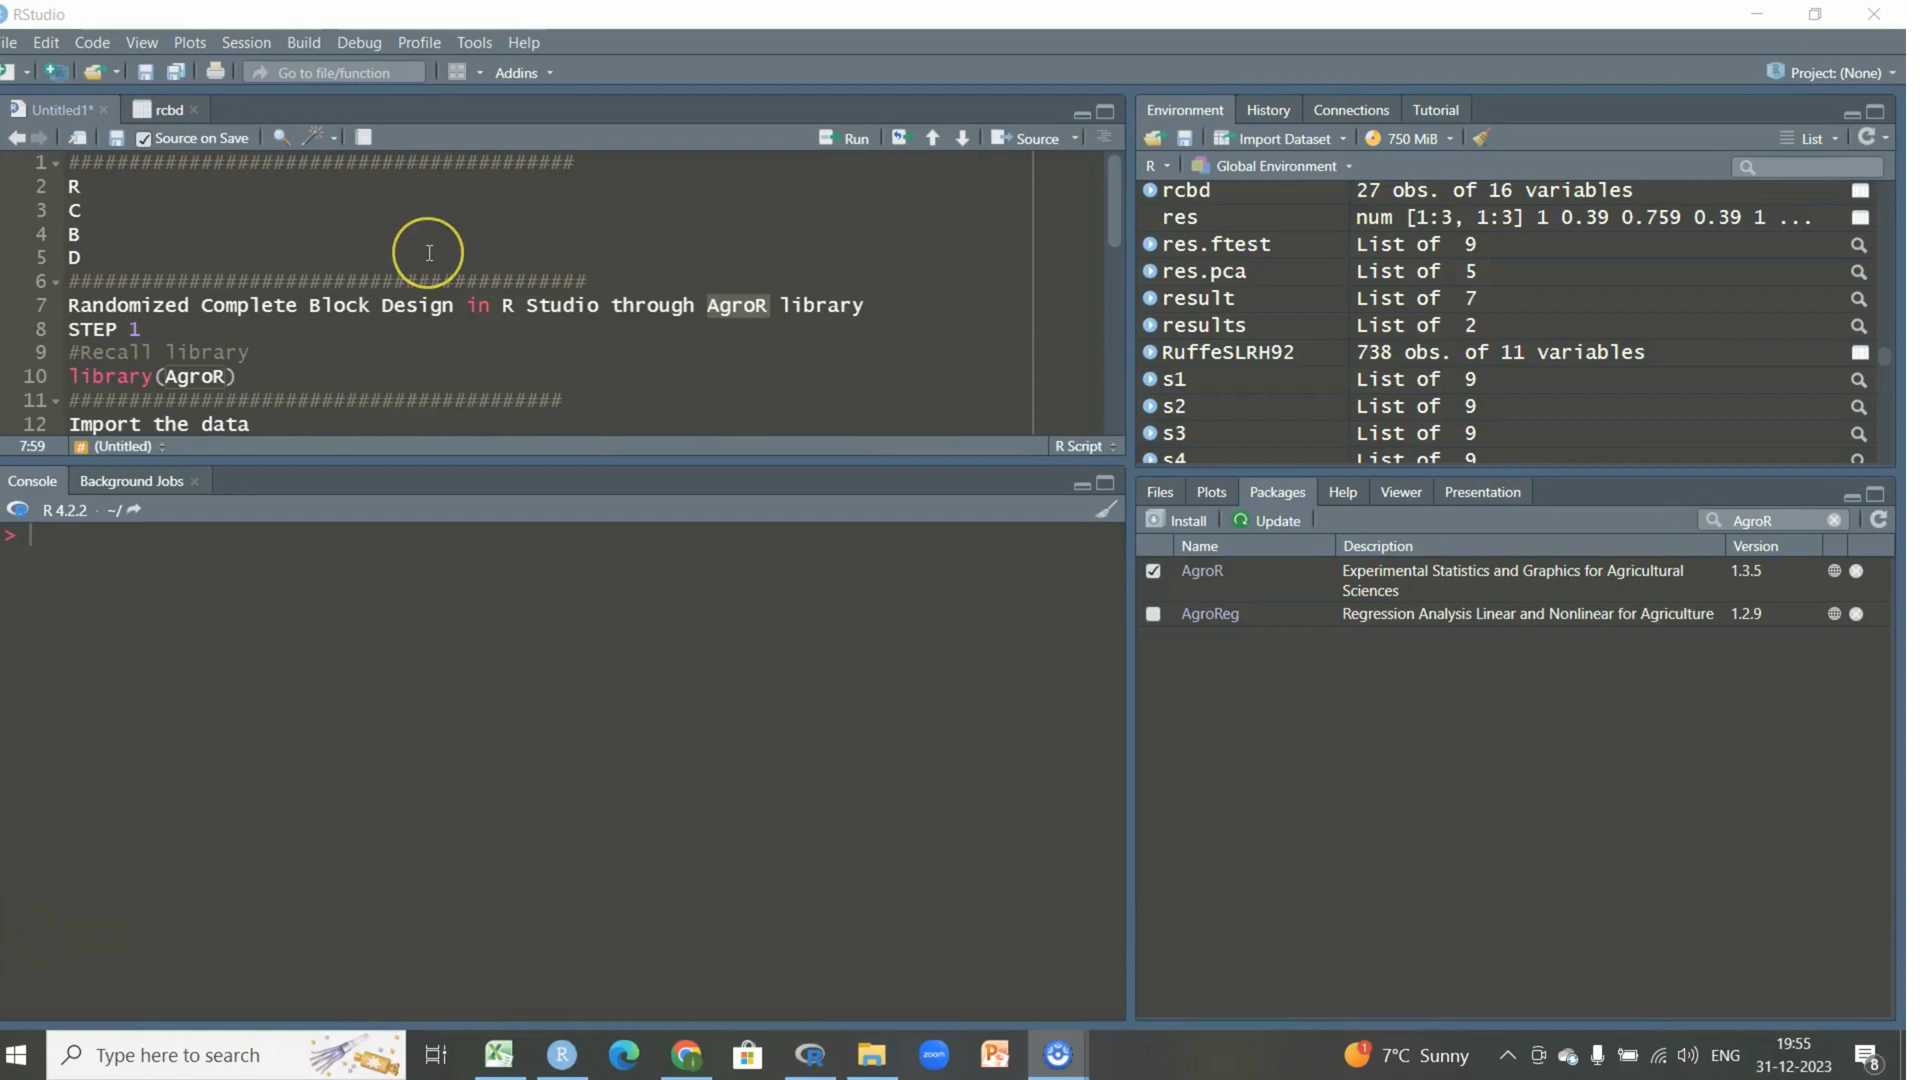 RStudio
ile Edit Code View Plots Session Build Debug Profile Tools Help
Go to file/function Addins Project: (None)
Untitled1* rcbd
Source on Save Run Source
1 ##########################################
2 R
3 C
4 B
5 D
6 ###########################################
7 Randomized Complete Block Design in R Studio through AgroR library
8 STEP 1
9 #Recall library
10 library(AgroR)
11 #########################################
12 Import the data
7:59 # (Untitled) R Script
Console Background Jobs
R 4.2.2 · ~/
>
Environment History Connections Tutorial
Import Dataset 750 MiB List
R Global Environment
rcbd 27 obs. of 16 variables
res num [1:3, 1:3] 1 0.39 0.759 0.39 1 ...
res.ftest List of 9
res.pca List of 5
result List of 7
results List of 2
RuffeSLRH92 738 obs. of 11 variables
s1 List of 9
s2 List of 9
s3 List of 9
s4 List of 9
Files Plots Packages Help Viewer Presentation
Install Update AgroR
Name Description Version
AgroR Experimental Statistics and Graphics for Agricultural 1.3.5
Sciences
AgroReg Regression Analysis Linear and Nonlinear for Agriculture 1.2.9
Type here to search R zoom 1 7°C Sunny ENG 19:55
31-12-2023 8